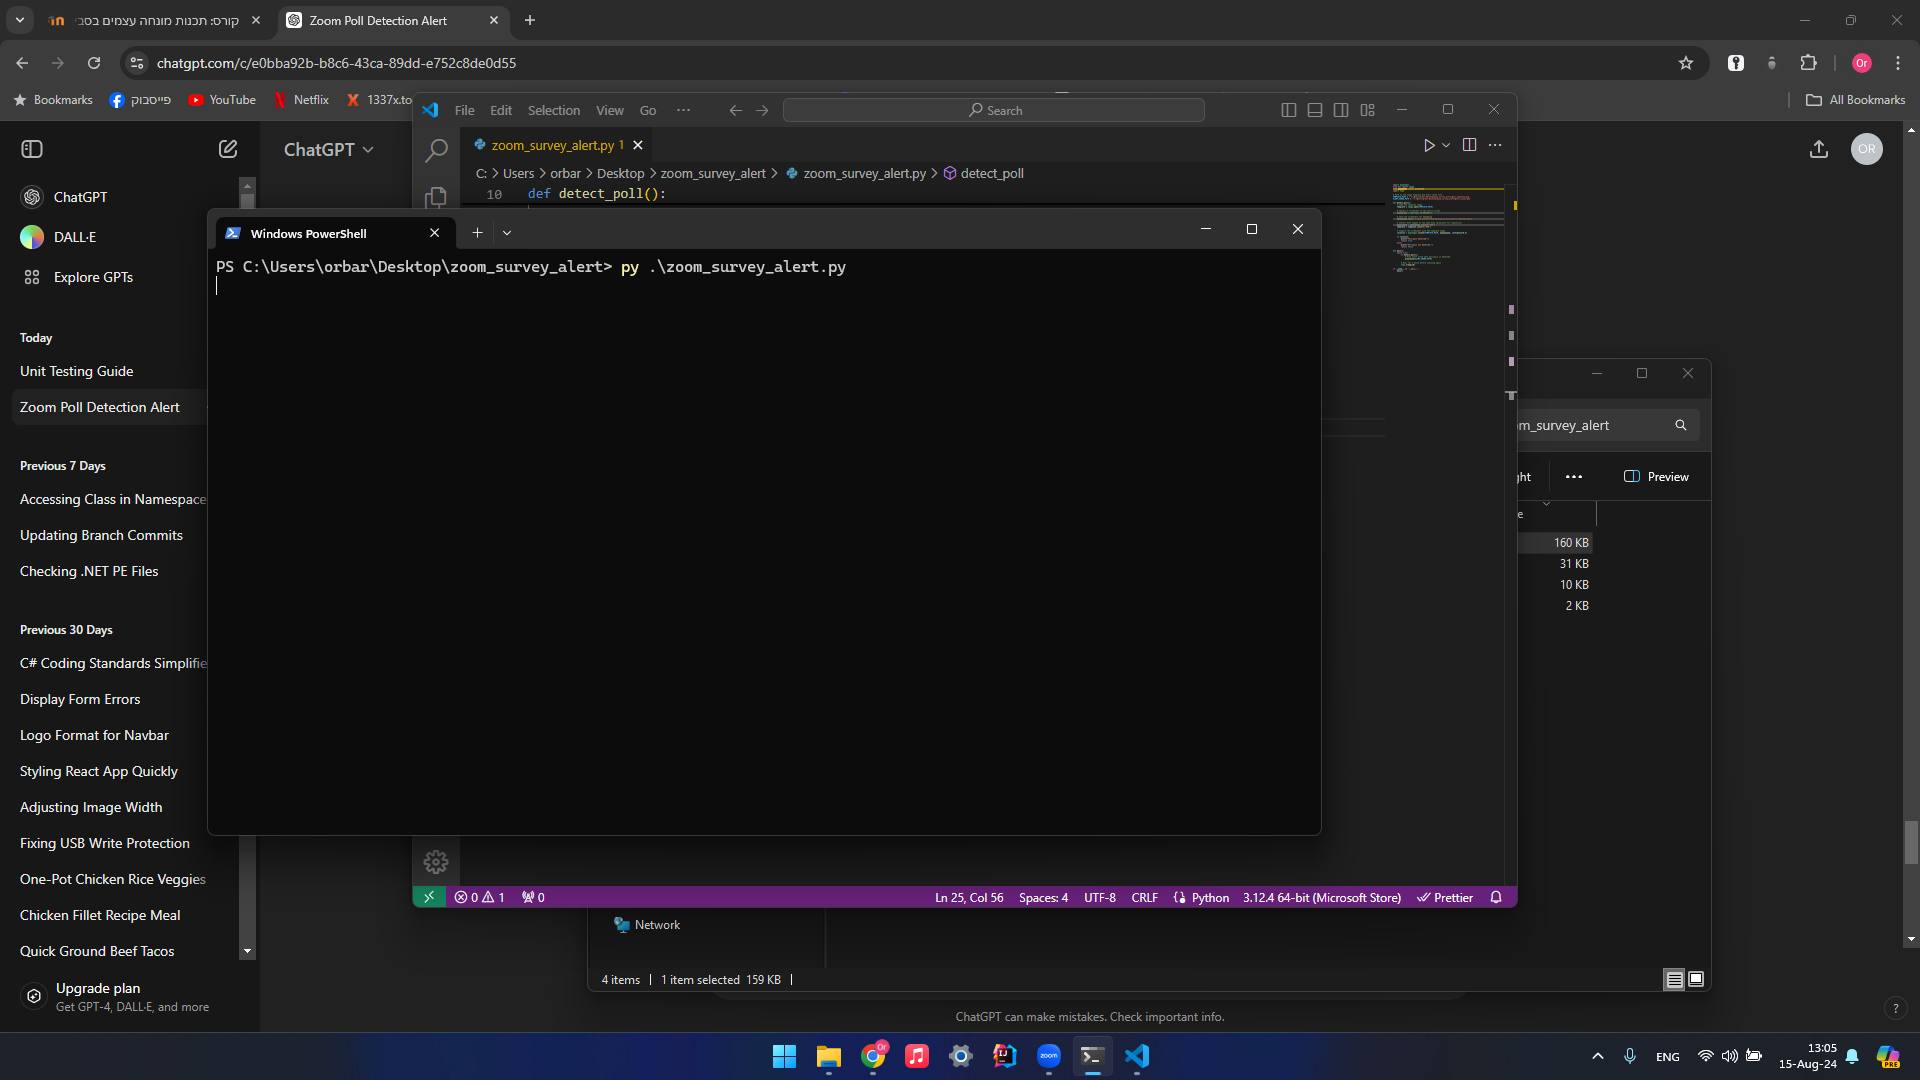 קורס: תכנות מונחה עצמים בסבי
Zoom Poll Detection Alert
chatgpt.com/c/e0bba92b-b8c6-43ca-89dd-e752c8de0d55
Or
Bookmarks
פייסבוק
YouTube
Netflix
1337x.to
All Bookmarks
ChatGPT
OR
ChatGPT
DALL·E
Explore GPTs
Today
Unit Testing Guide
Zoom Poll Detection Alert
Previous 7 Days
Accessing Class in Namespace
Updating Branch Commits
Checking .NET PE Files
Previous 30 Days
C# Coding Standards Simplifie
Display Form Errors
Logo Format for Navbar
Styling React App Quickly
Adjusting Image Width
Fixing USB Write Protection
One-Pot Chicken Rice Veggies
Chicken Fillet Recipe Meal
Quick Ground Beef Tacos
Upgrade plan
Get GPT-4, DALL·E, and more
File Edit Selection View Go ···
Search
zoom_survey_alert.py 1
C: > Users > orbar > Desktop > zoom_survey_alert > zoom_survey_alert.py > detect_poll
10 def detect_poll():
Windows PowerShell
PS C:\Users\orbar\Desktop\zoom_survey_alert> py .\zoom_survey_alert.py
0 1 0
Ln 25, Col 56 Spaces: 4 UTF-8 CRLF Python 3.12.4 64-bit (Microsoft Store) Prettier
om_survey_alert
ght
Preview
e
160 KB
31 KB
10 KB
2 KB
Network
4 items 1 item selected 159 KB
ChatGPT can make mistakes. Check important info.
?
Or
zoom
ENG
13:05
15-Aug-24
PRE